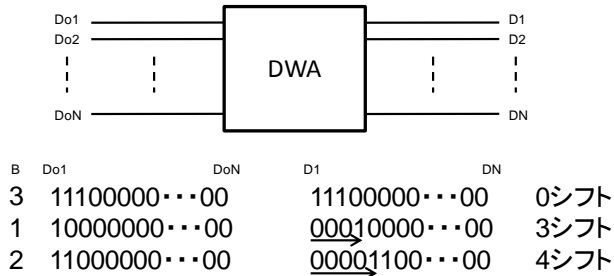 Do1 D1
Do2 D2
DWA
DoN DN
B Do1 DoN D1 DN
3 11100000・・・00 11100000・・・00 0シフト
1 10000000・・・00 00010000・・・00 3シフト
2 11000000・・・00 00001100・・・00 4シフト